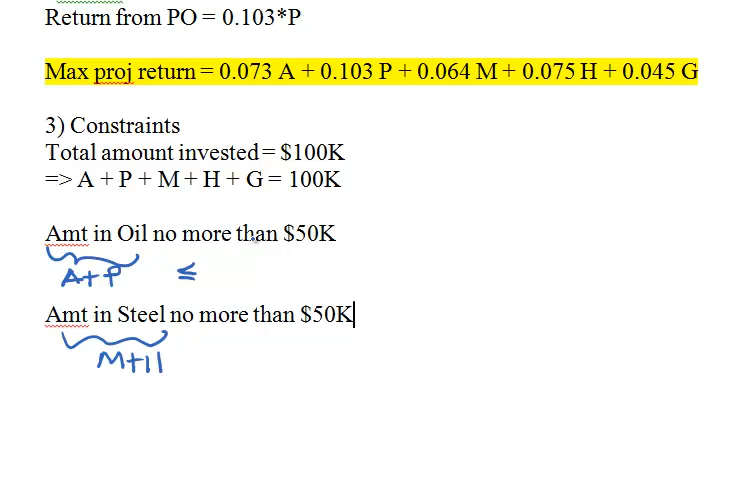 Return from PO = 0.103*P
Max proj return = 0.073 A + 0.103 P + 0.064 M + 0.075 H + 0.045 G
3) Constraints
Total amount invested = $100K
=> A + P + M + H + G = 100K
Amt in Oil no more than $50K
A+P ≤
Amt in Steel no more than $50K
M+